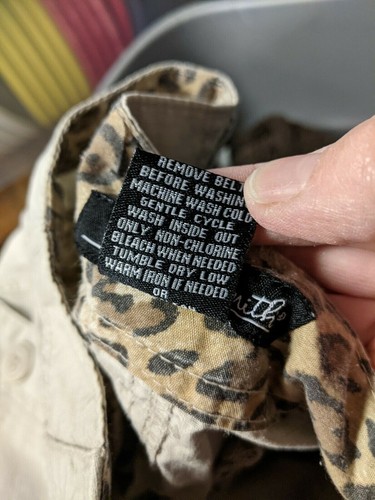 REMOVE BELT
BEFORE WASHIN
MACHINE WASH COLD
GENTLE CYCLE
WASH INSIDE OUT
ONLY NON-CHLORINE
BLEACH WHEN NEEDED
TUMBLE DRY LOW
WARM IRON IF NEEDED
OR